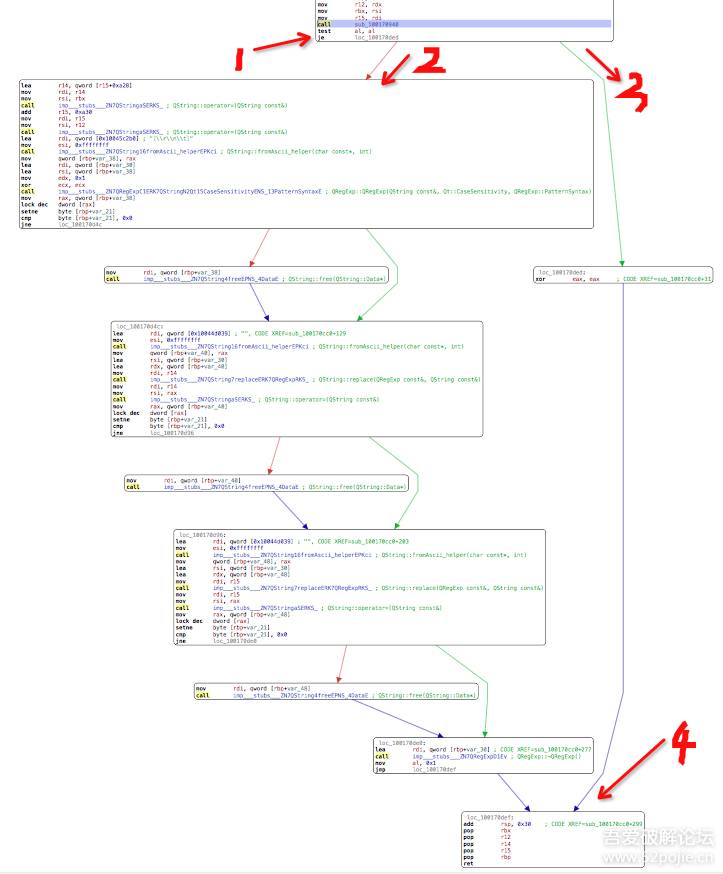 mov r12, rdx
mov rbx, rsi
mov r15, rdi
call sub_100170940
test al, al
je loc_100170ded
1
2
3
lea r14, qword [r15+0xa28]
mov rdi, r14
mov rsi, rbx
call imp___stubs___ZN7QStringaSERKS_ ; QString::operator=(QString const&)
add r15, 0xa30
mov rdi, r15
mov rsi, r12
call imp___stubs___ZN7QStringaSERKS_ ; QString::operator=(QString const&)
lea rdi, qword [0x10045c2b0] ; "[\\r\\n\\t]"
mov esi, 0xffffffff
call imp___stubs___ZN7QString16fromAscii_helperEPKci ; QString::fromAscii_helper(char const*, int)
mov qword [rbp+var_38], rax
lea rdi, qword [rbp+var_30]
lea rsi, qword [rbp+var_38]
mov edx, 0x1
xor ecx, ecx
call imp___stubs___ZN7QRegExpC1ERK7QStringN2Qt15CaseSensitivityENS_13PatternSyntaxE ; QRegExp::QRegExp(QString const&, Qt::CaseSensitivity, QRegExp::PatternSyntax)
mov rax, qword [rbp+var_38]
lock dec dword [rax]
setne byte [rbp+var_21]
cmp byte [rbp+var_21], 0x0
jne loc_100170d4c
mov rdi, qword [rbp+var_38]
call imp___stubs___ZN7QString4freeEPNS_4DataE ; QString::free(QString::Data*)
loc_100170ded:
xor eax, eax ; CODE XREF=sub_100170cc0+31
loc_100170d4c:
lea rdi, qword [0x10044d039] ; "", CODE XREF=sub_100170cc0+129
mov esi, 0xffffffff
call imp___stubs___ZN7QString16fromAscii_helperEPKci ; QString::fromAscii_helper(char const*, int)
mov qword [rbp+var_40], rax
lea rsi, qword [rbp+var_30]
lea rdx, qword [rbp+var_40]
mov rdi, r14
call imp___stubs___ZN7QString7replaceERK7QRegExpRKS_ ; QString::replace(QRegExp const&, QString const&)
mov rdi, r14
mov rsi, rax
call imp___stubs___ZN7QStringaSERKS_ ; QString::operator=(QString const&)
mov rax, qword [rbp+var_40]
lock dec dword [rax]
setne byte [rbp+var_21]
cmp byte [rbp+var_21], 0x0
jne loc_100170d96
mov rdi, qword [rbp+var_40]
call imp___stubs___ZN7QString4freeEPNS_4DataE ; QString::free(QString::Data*)
loc_100170d96:
lea rdi, qword [0x10044d039] ; "", CODE XREF=sub_100170cc0+203
mov esi, 0xffffffff
call imp___stubs___ZN7QString16fromAscii_helperEPKci ; QString::fromAscii_helper(char const*, int)
mov qword [rbp+var_48], rax
lea rsi, qword [rbp+var_30]
lea rdx, qword [rbp+var_48]
mov rdi, r15
call imp___stubs___ZN7QString7replaceERK7QRegExpRKS_ ; QString::replace(QRegExp const&, QString const&)
mov rdi, r15
mov rsi, rax
call imp___stubs___ZN7QStringaSERKS_ ; QString::operator=(QString const&)
mov rax, qword [rbp+var_48]
lock dec dword [rax]
setne byte [rbp+var_21]
cmp byte [rbp+var_21], 0x0
jne loc_100170de0
mov rdi, qword [rbp+var_48]
call imp___stubs___ZN7QString4freeEPNS_4DataE ; QString::free(QString::Data*)
loc_100170de0:
lea rdi, qword [rbp+var_30] ; CODE XREF=sub_100170cc0+277
call imp___stubs___ZN7QRegExpD1Ev ; QRegExp::~QRegExp()
mov al, 0x1
jmp loc_100170def
4
loc_100170def:
add rsp, 0x30 ; CODE XREF=sub_100170cc0+299
pop rbx
pop r12
pop r14
pop r15
pop rbp
ret
吾爱破解论坛
www.52pojie.cn